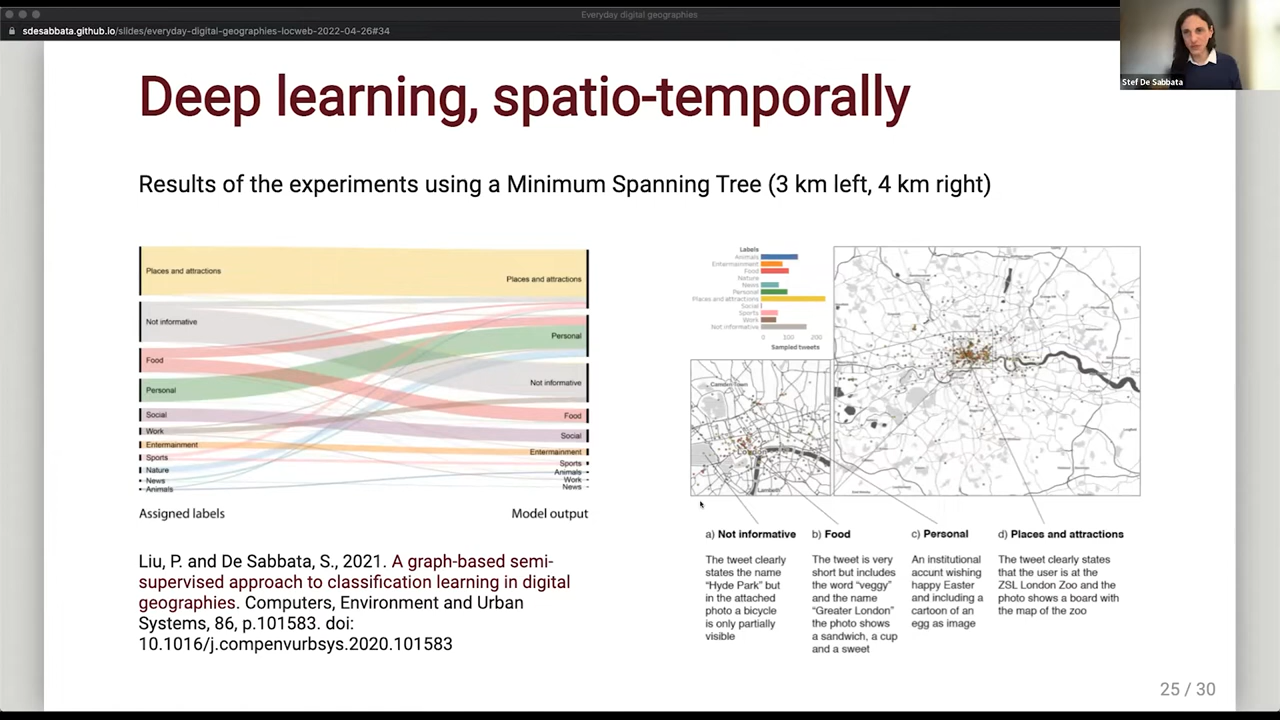 Everyday digital geographies
sdesabbata.github.io/slides/everyday-digital-geographies-locweb-2022-04-26#34
Stef De Sabbata
Deep learning, spatio-temporally
Results of the experiments using a Minimum Spanning Tree (3 km left, 4 km right)
Places and attractions
Not informative
Food
Personal
Social
Work
Entermainment
Sports
Nature
News
Animals
Assigned labels
Places and attractions
Personal
Not informative
Food
Social
Entermainment
Sports
Animals
Work
News
Model output
Labels
Animals
Entermainment
Food
Nature
News
Personal
Places and attractions
Social
Sports
Work
Not informative
0 100 200
Sampled tweets
Camden Town
London
Lambeth
a) Not informative
The tweet clearly
states the name
"Hyde Park" but
in the attached
photo a bicycle
is only partially
visible
b) Food
The tweet is very
short but includes
the word "veggy"
and the name
"Greater London"
the photo shows
a sandwich, a cup
and a sweet
c) Personal
An institutional
accunt wishing
happy Easter
and including a
cartoon of an
egg as image
d) Places and attractions
The tweet clearly states
that the user is at the
ZSL London Zoo and the
photo shows a board with
the map of the zoo
Liu, P. and De Sabbata, S., 2021. A graph-based semi-
supervised approach to classification learning in digital
geographies. Computers, Environment and Urban
Systems, 86, p.101583. doi:
10.1016/j.compenvurbsys.2020.101583
25 / 30